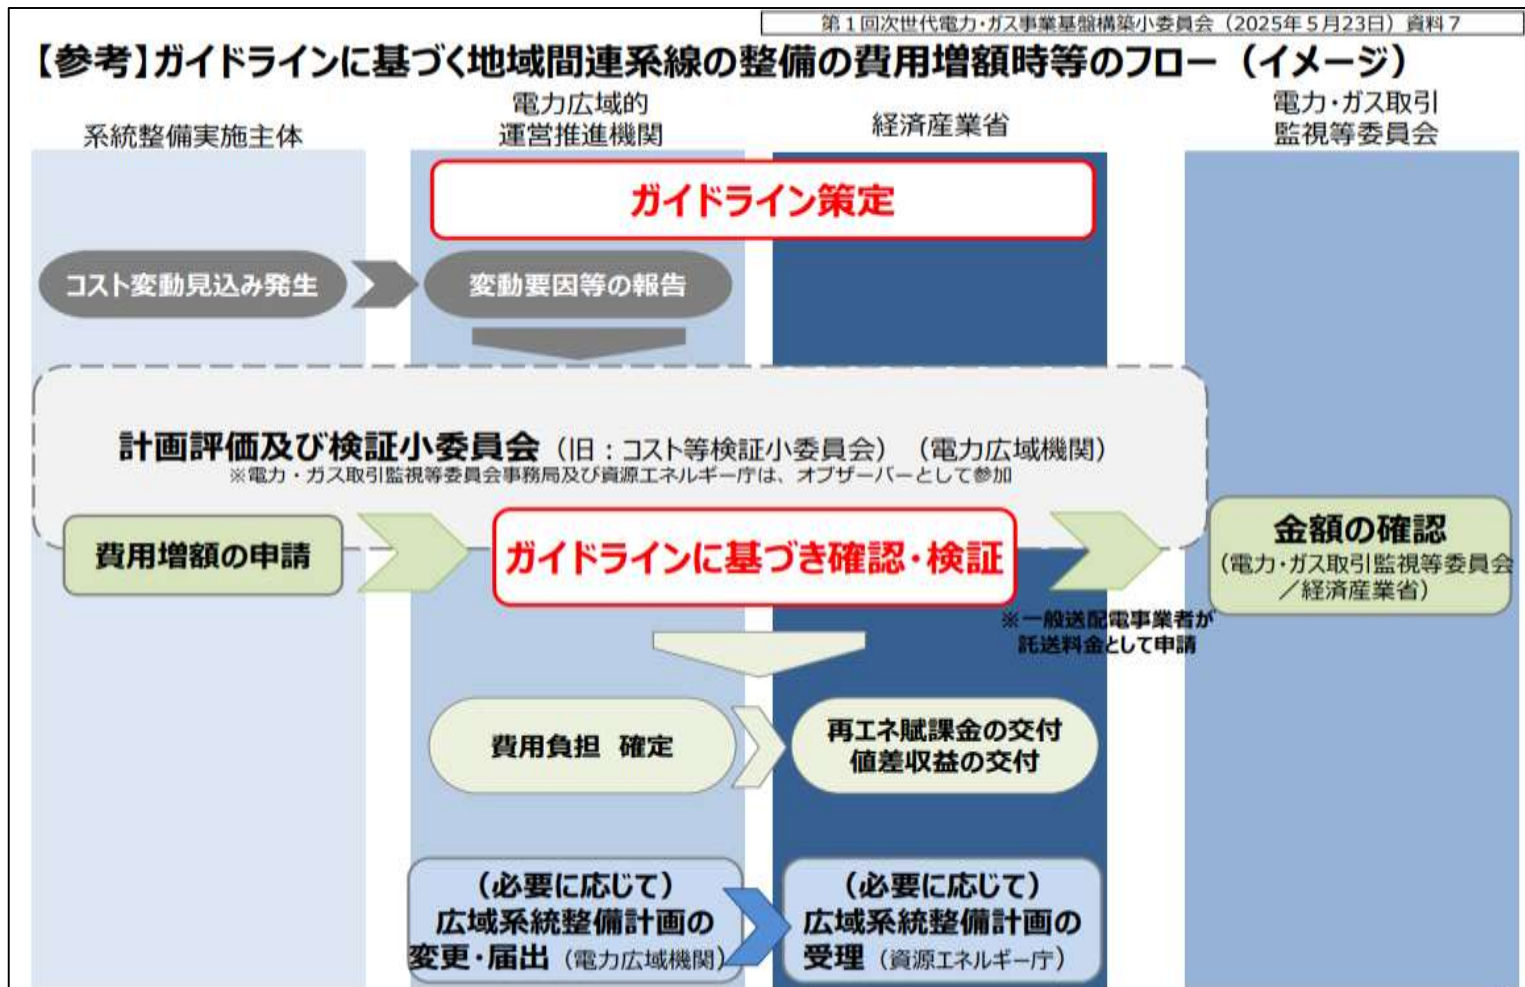 第1回次世代電力・ガス事業基盤構築小委員会（2025年5月23日）資料7
【参考】ガイドラインに基づく地域間連系線の整備の費用増額時等のフロー（イメージ）
系統整備実施主体
電力広域的
運営推進機関
経済産業省
電力・ガス取引
監視等委員会
ガイドライン策定
コスト変動見込み発生
変動要因等の報告
計画評価及び検証小委員会（旧：コスト等検証小委員会）（電力広域機関）
※電力・ガス取引監視等委員会事務局及び資源エネルギー庁は、オブザーバーとして参加
費用増額の申請
ガイドラインに基づき確認・検証
金額の確認
（電力・ガス取引監視等委員会
／経済産業省）
※一般送配電事業者が
託送料金として申請
費用負担 確定
再エネ賦課金の交付
値差収益の交付
（必要に応じて）
広域系統整備計画の
変更・届出（電力広域機関）
（必要に応じて）
広域系統整備計画の
受理（資源エネルギー庁）